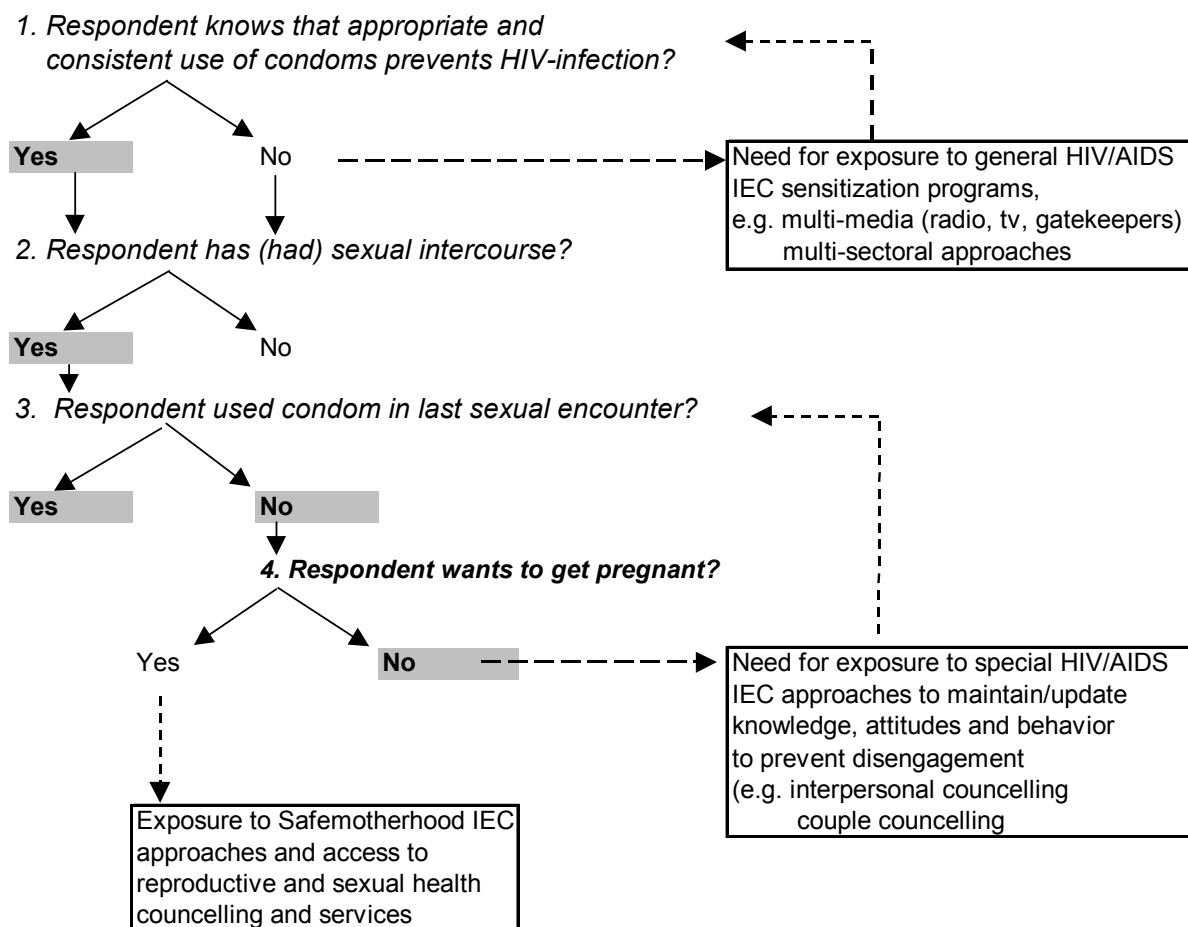 1. Respondent knows that appropriate and
consistent use of condoms prevents HIV-infection?
Yes
No
Need for exposure to general HIV/AIDS
IEC sensitization programs,
e.g. multi-media (radio, tv, gatekeepers)
multi-sectoral approaches
2. Respondent has (had) sexual intercourse?
Yes
No
3. Respondent used condom in last sexual encounter?
Yes
No
4. Respondent wants to get pregnant?
Yes
No
Need for exposure to special HIV/AIDS
IEC approaches to maintain/update
knowledge, attitudes and behavior
to prevent disengagement
(e.g. interpersonal councelling
couple councelling
Exposure to Safemotherhood IEC
approaches and access to
reproductive and sexual health
councelling and services